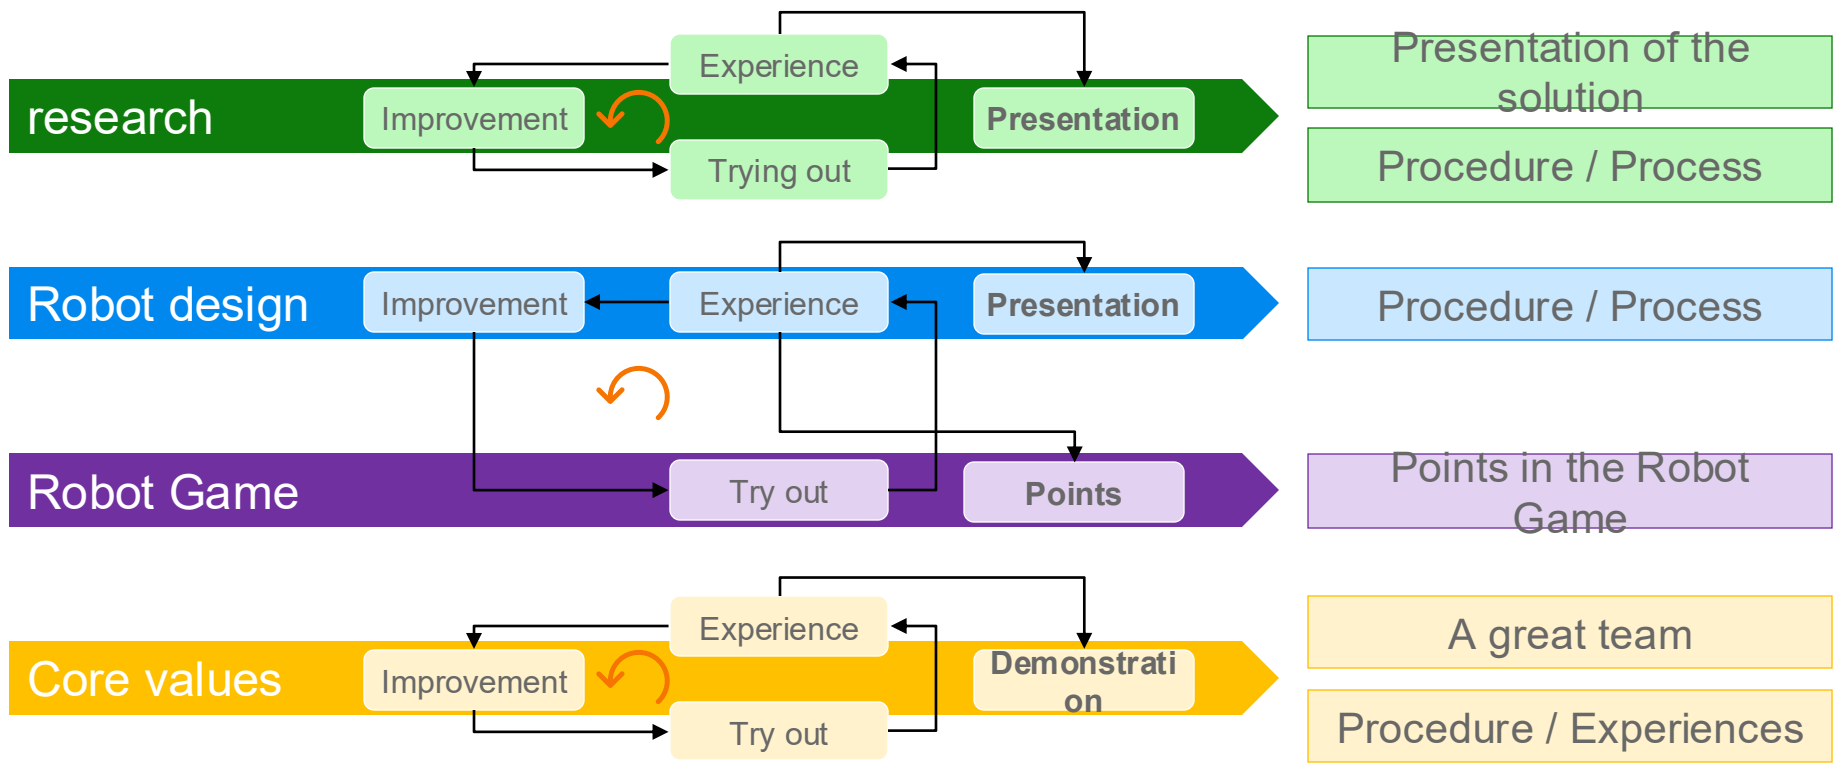 research
Experience
Improvement
Trying out
Presentation
Presentation of the
solution
Procedure / Process
Robot design
Improvement
Experience
Presentation
Procedure / Process
Robot Game
Try out
Points
Points in the Robot
Game
Core values
Experience
Improvement
Try out
Demonstrati
on
A great team
Procedure / Experiences